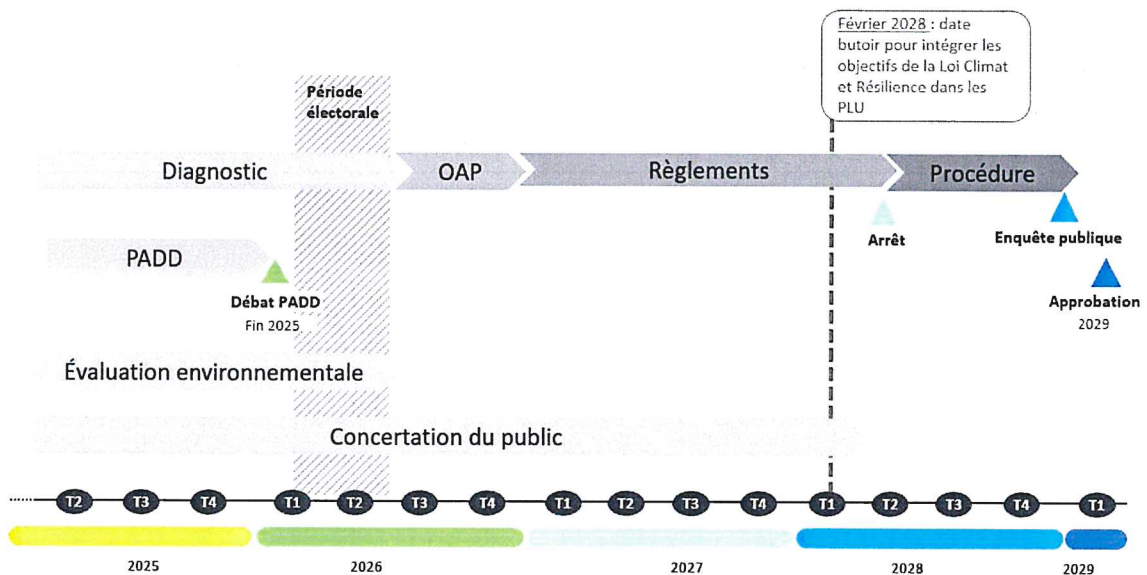 Février 2028 : date
butoir pour intégrer les
objectifs de la Loi Climat
et Résilience dans les
PLU
Période
électorale
Diagnostic
OAP
Règlements
Procédure
Arrêt
Enquête publique
PADD
Débat PADD
Fin 2025
Approbation
2029
Évaluation environnementale
Concertation du public
T2 T3 T4 T1 T2 T3 T4 T1 T2 T3 T4 T1 T2 T3 T4 T1
2025 2026 2027 2028 2029